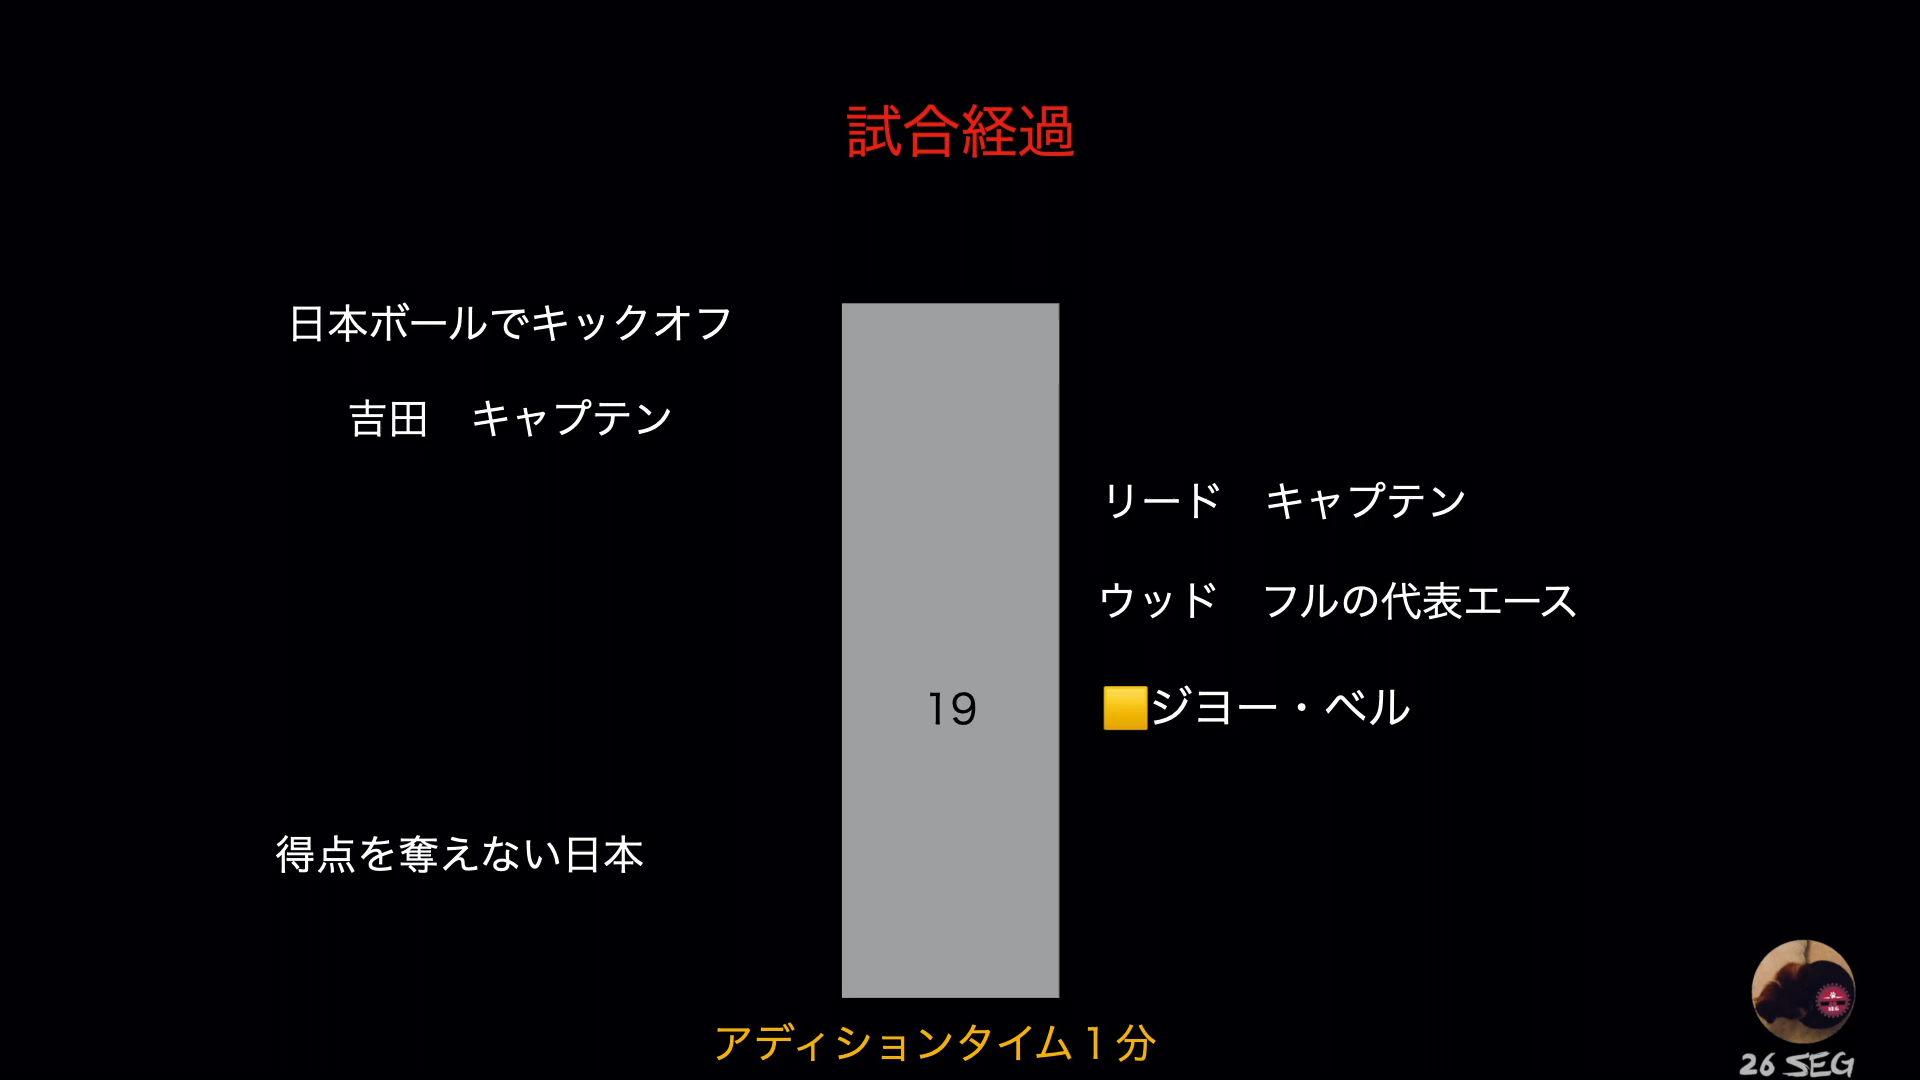 試合経過
日本ボールでキックオフ
吉田　キャプテン
リード　キャプテン
ウッド　フルの代表エース
19
🟨ジヨー・ベル
得点を奪えない日本
アディションタイム１分
26 SEG